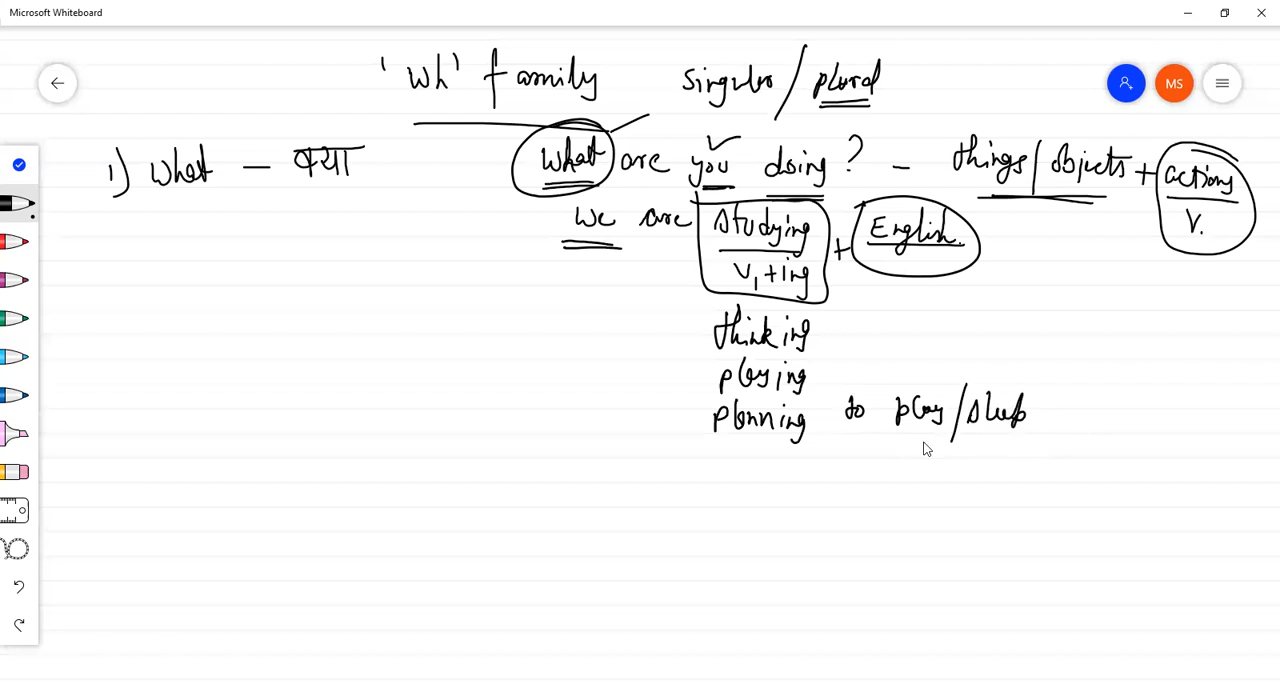 Microsoft Whiteboard
'Wh' family singular / plural
MS
1) What — क्या What are you doing? – things / objects + actions
V.
We are studying + English.
V1 + ing
thinking
playing
planning to play / sleep